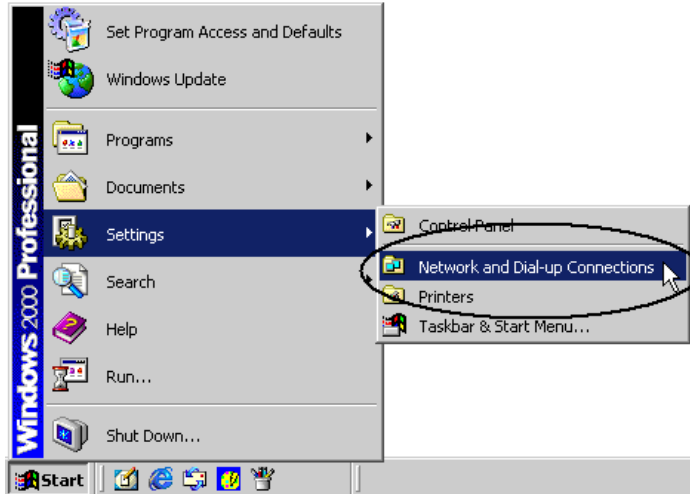 Set Program Access and Defaults
Windows Update
Programs
Documents
Settings
Search
Help
Run...
Shut Down...
Control Panel
Network and Dial-up Connections
Printers
Taskbar & Start Menu...
Windows 2000 Professional
Start